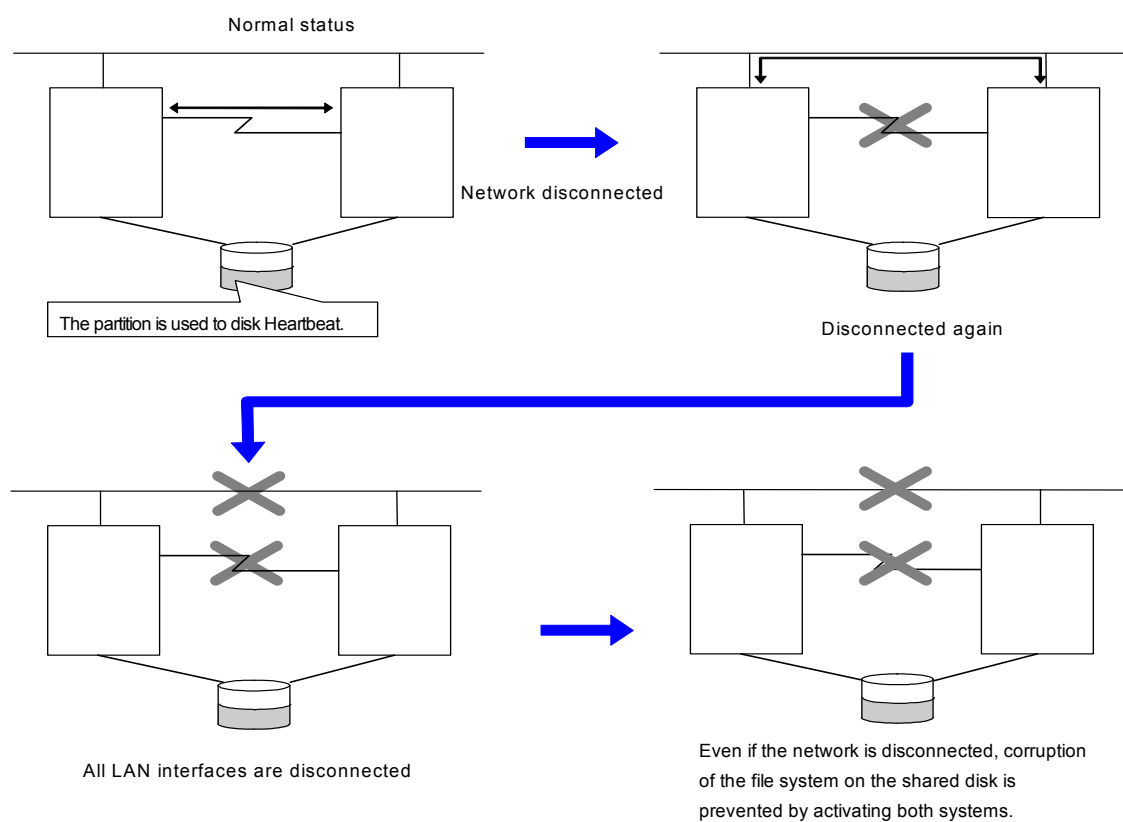 Normal status
Network disconnected
The partition is used to disk Heartbeat.
Disconnected again
All LAN interfaces are disconnected
Even if the network is disconnected, corruption
of the file system on the shared disk is
prevented by activating both systems.